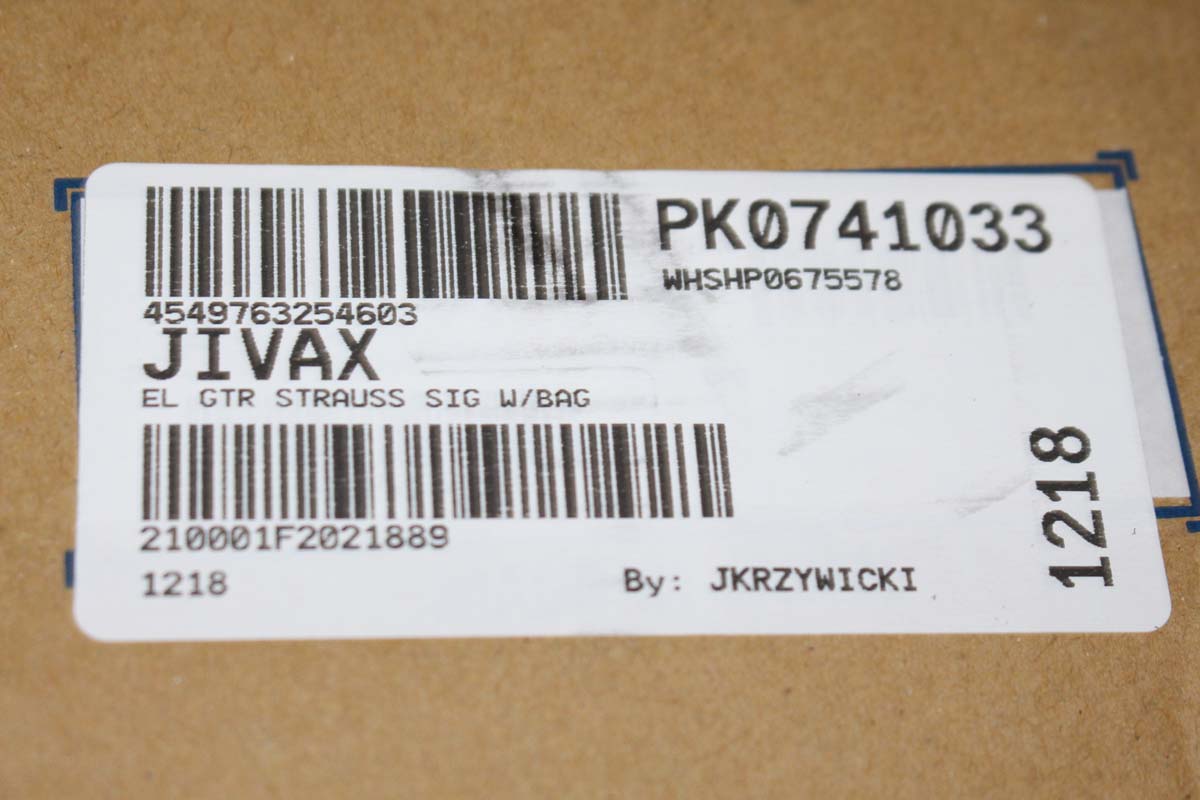 PK0741033
WHSHP0675578
4549763254603
JIVAX
EL GTR STRAUSS SIG W/BAG
210001F2021889
1218
By: JKRZYWICKI
1218